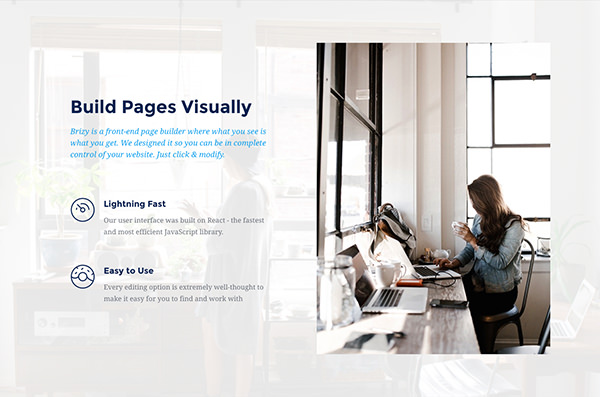 Build Pages Visually
Brizy is a front-end page builder where what you see is
what you get. We designed it so you can be in complete
control of your website. Just click & modify.
Lightning Fast
Our user interface was built on React - the fastest
and most efficient JavaScript library.
Easy to Use
Every editing option is extremely well-thought to
make it easy for you to find and work with